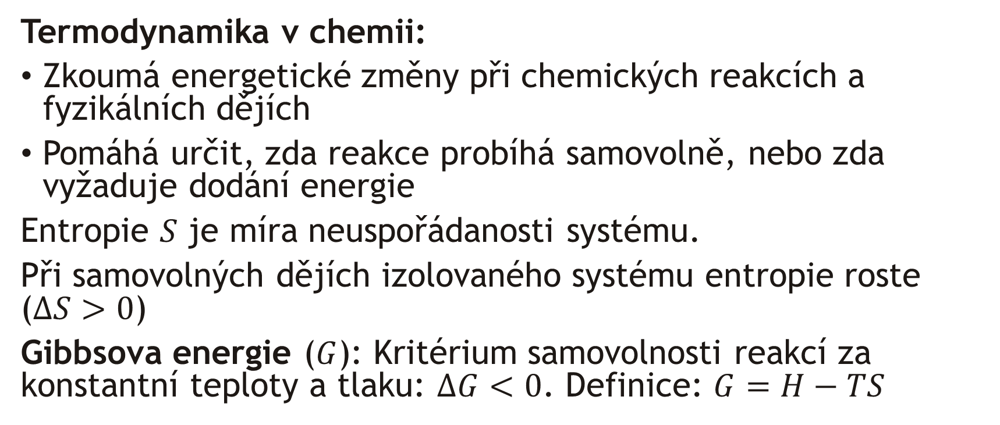 Termodynamika v chemii:
• Zkoumá energetické změny při chemických reakcích a
fyzikálních dějích
• Pomáhá určit, zda reakce probíhá samovolně, nebo zda
vyžaduje dodání energie
Entropie S je míra neuspořádanosti systému.
Při samovolných dějích izolovaného systému entropie roste
(ΔS > 0)
Gibbsova energie (G): Kritérium samovolnosti reakcí za
konstantní teploty a tlaku: ΔG < 0. Definice: G = H − TS